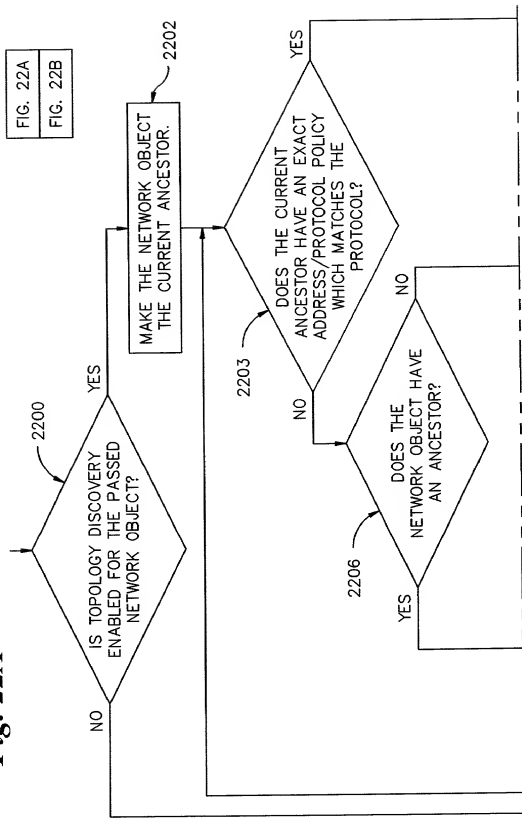 FIG. 22A
FIG. 22B
2200
IS TOPOLOGY DISCOVERY
ENABLED FOR THE PASSED
NETWORK OBJECT?
NO
YES
2202
MAKE THE NETWORK OBJECT
THE CURRENT ANCESTOR.
2203
DOES THE CURRENT
ANCESTOR HAVE AN EXACT
ADDRESS/PROTOCOL POLICY
WHICH MATCHES THE
PROTOCOL?
YES
NO
2206
DOES THE
NETWORK OBJECT HAVE
AN ANCESTOR?
YES
NO